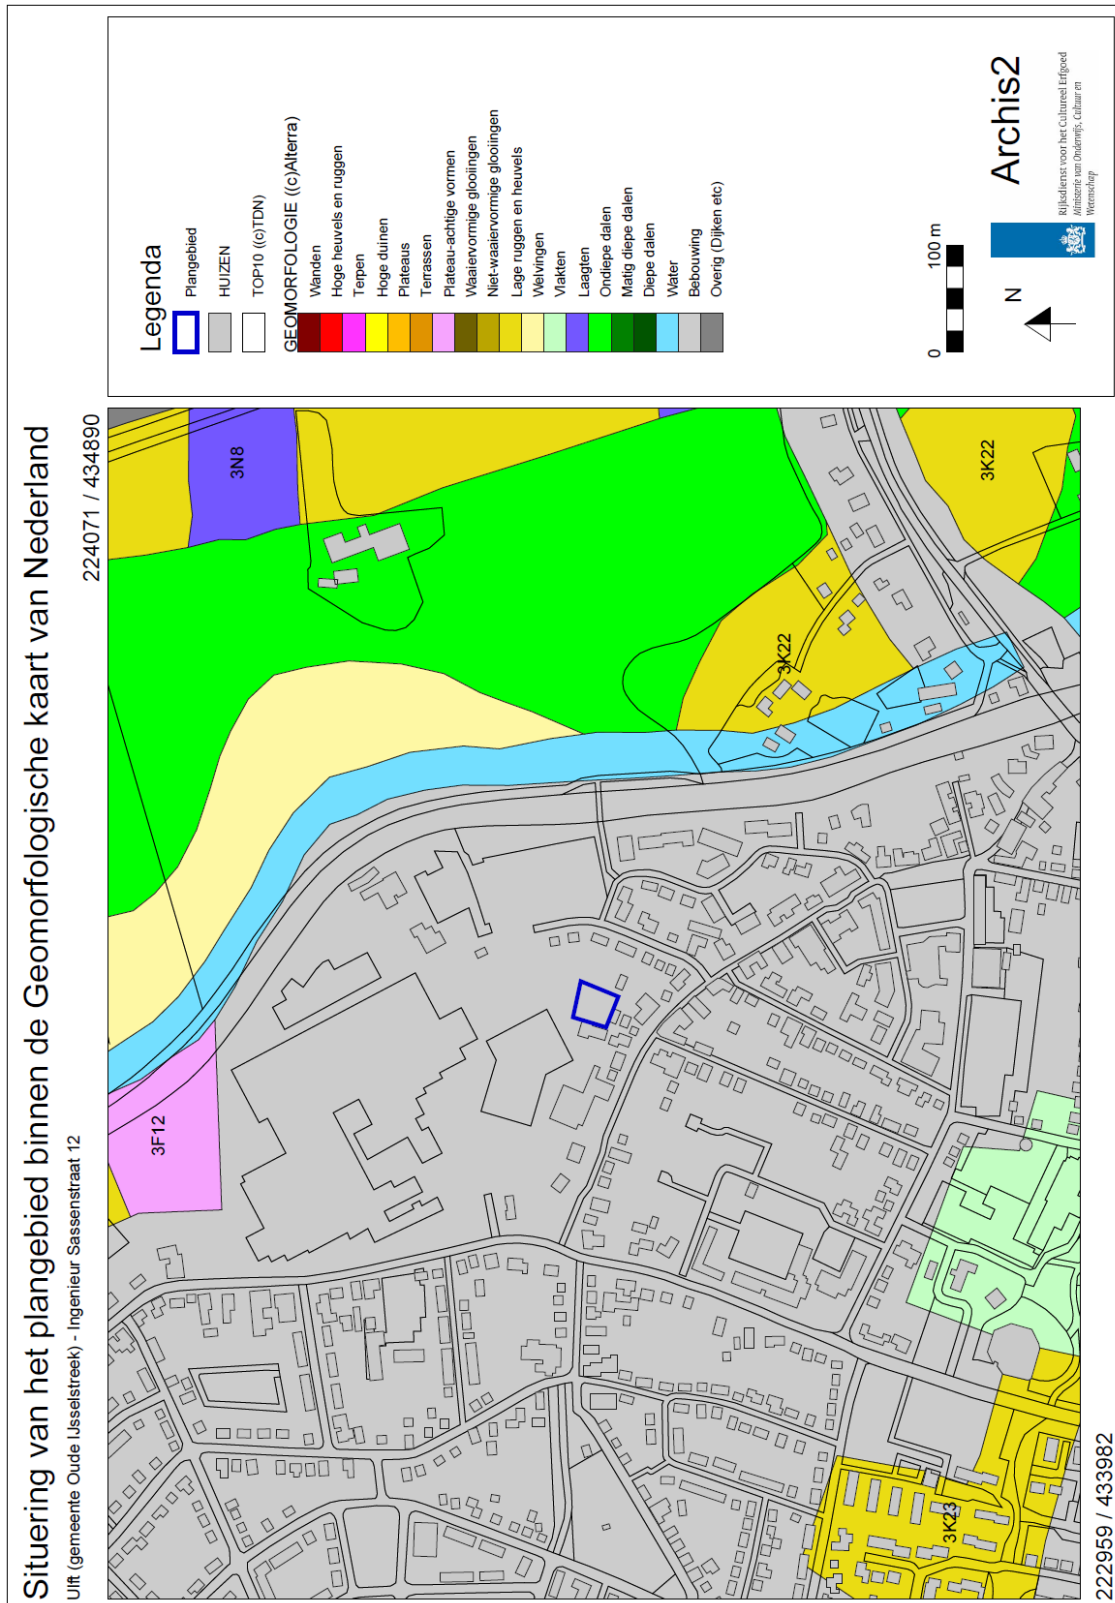 Situering van het plangebied binnen de Geomorfologische kaart van Nederland
Ulft (gemeente Oude IJsselstreek) - Ingenieur Sassenstraat 12
224071 / 434890
3F12
3N8
3K22
3K22
3K23
222959 / 433982
Legenda
Plangebied
HUIZEN
TOP10 ((c)TDN)
GEOMORFOLOGIE ((c)Alterra)
Wanden
Hoge heuvels en ruggen
Terpen
Hoge duinen
Plateaus
Terrassen
Plateau-achtige vormen
Waaiervormige glooiingen
Niet-waaiervormige glooiingen
Lage ruggen en heuvels
Welvingen
Vlakten
Laagten
Ondiepe dalen
Matig diepe dalen
Diepe dalen
Water
Bebouwing
Overig (Dijken etc)
0
100 m
N
Archis2
Rijksdienst voor het Cultureel Erfgoed
Ministerie van Onderwijs, Cultuur en
Wetenschap